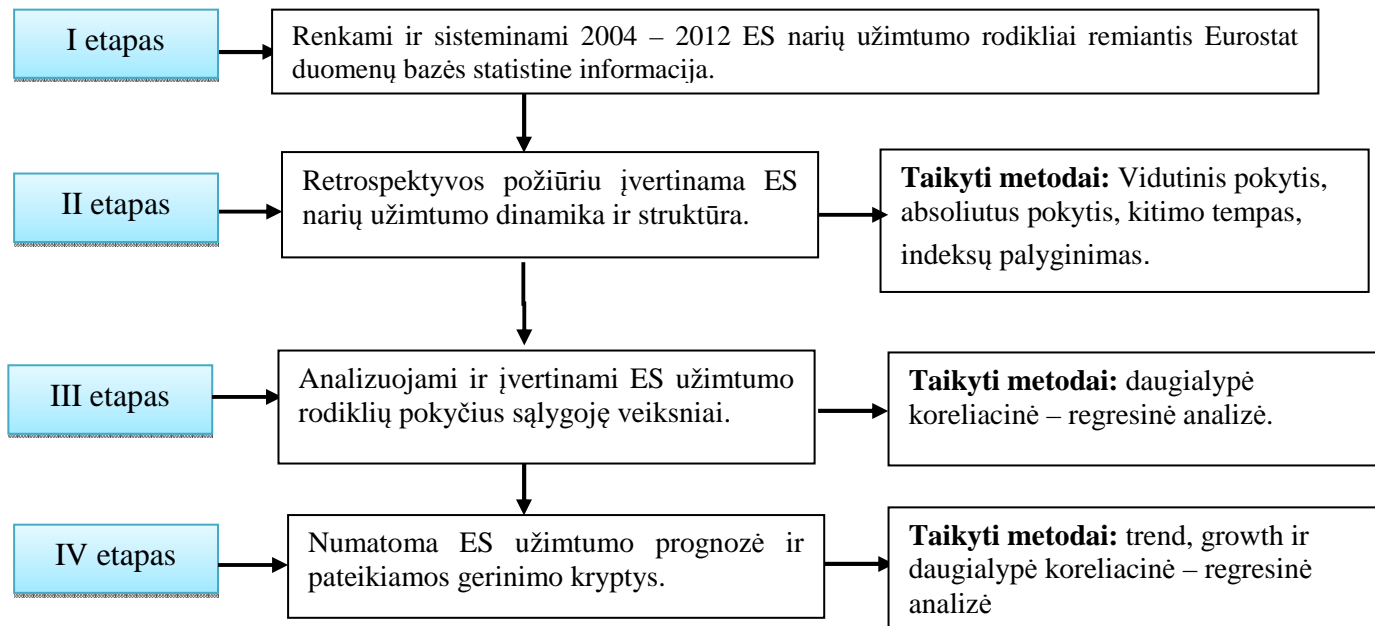 I etapas
Renkami ir sisteminami 2004 – 2012 ES narių užimtumo rodikliai remiantis Eurostat
duomenų bazės statistine informacija.
II etapas
Retrospektyvos požiūriu įvertinama ES
narių užimtumo dinamika ir struktūra.
Taikyti metodai: Vidutinis pokytis,
absoliutus pokytis, kitimo tempas,
indeksų palyginimas.
III etapas
Analizuojami ir įvertinami ES užimtumo
rodiklių pokyčius sąlygoję veiksniai.
Taikyti metodai: daugialypė
koreliacinė – regresinė analizė.
IV etapas
Numatoma ES užimtumo prognozė ir
pateikiamos gerinimo kryptys.
Taikyti metodai: trend, growth ir
daugialypė koreliacinė – regresinė
analizė